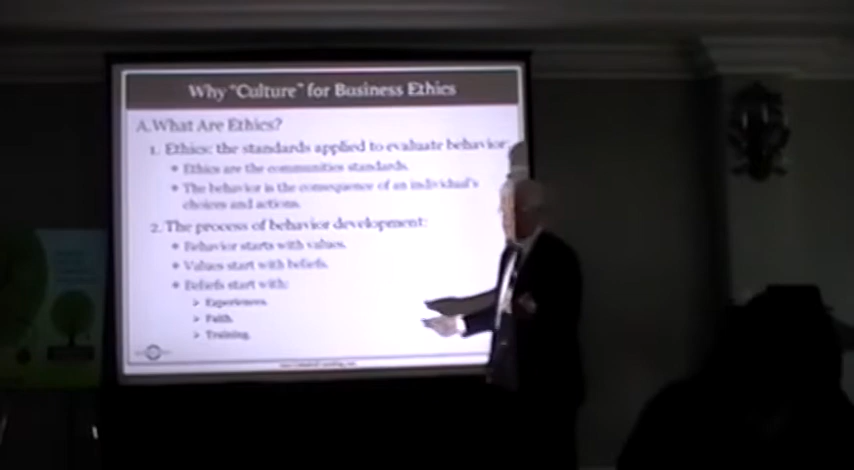 Why "Culture" for Business Ethics
A. What Are Ethics?
1. Ethics: the standards applied to evaluate behavior:
Ethics are the communities standards.
The behavior is the consequence of an individual's
choices and actions.
2. The process of behavior development:
Behavior starts with values.
Values start with beliefs.
Beliefs start with:
Experiences.
Faith.
Training.